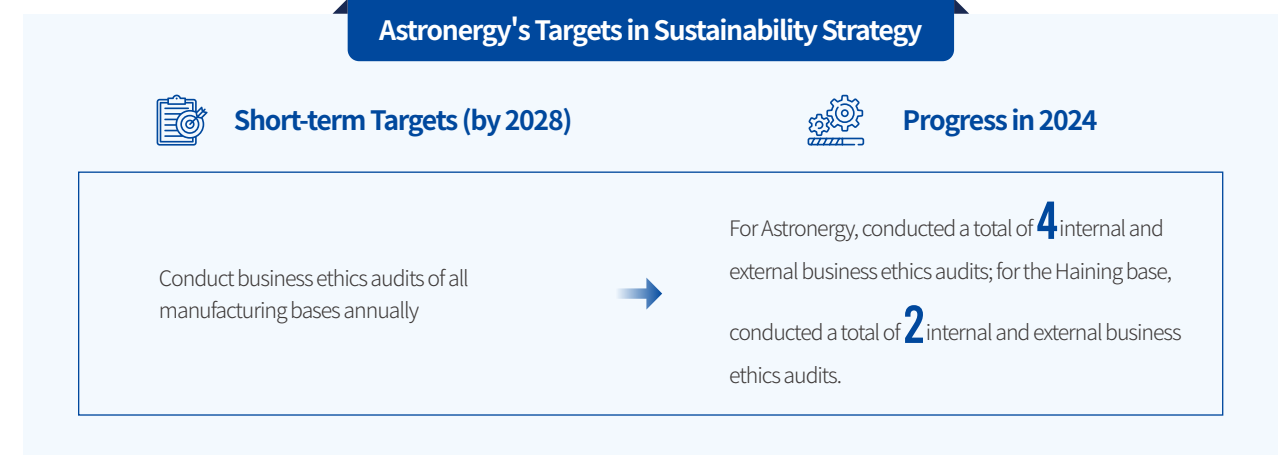 Astronergy's Targets in Sustainability Strategy
Short-term Targets (by 2028)
Progress in 2024
Conduct business ethics audits of all
manufacturing bases annually
For Astronergy, conducted a total of 4 internal and
external business ethics audits; for the Haining base,
conducted a total of 2 internal and external business
ethics audits.